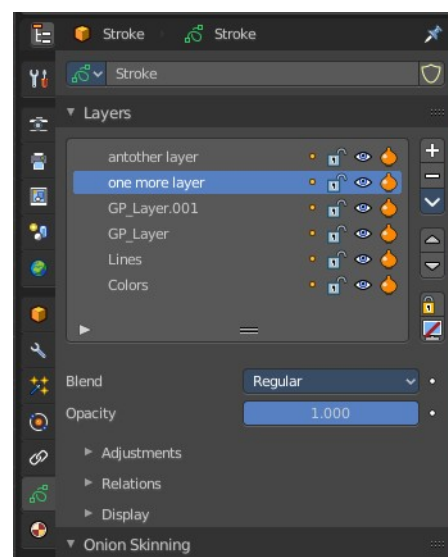 Stroke Stroke
Stroke
Layers
antother layer
one more layer
GP_Layer.001
GP_Layer
Lines
Colors
Blend Regular
Opacity 1.000
Adjustments
Relations
Display
Onion Skinning